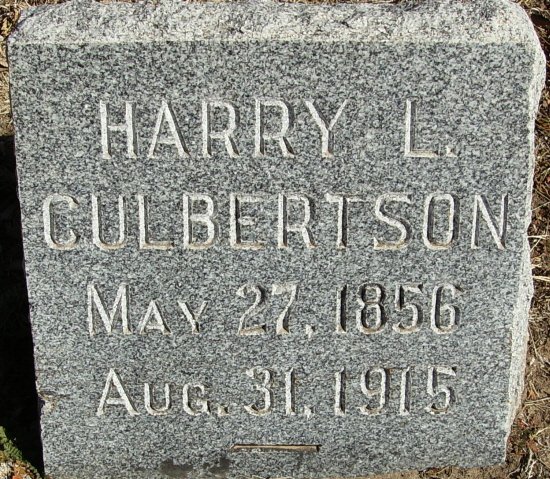 HARRY L.
CULBERTSON
MAY 27, 1856
AUG. 31, 1915